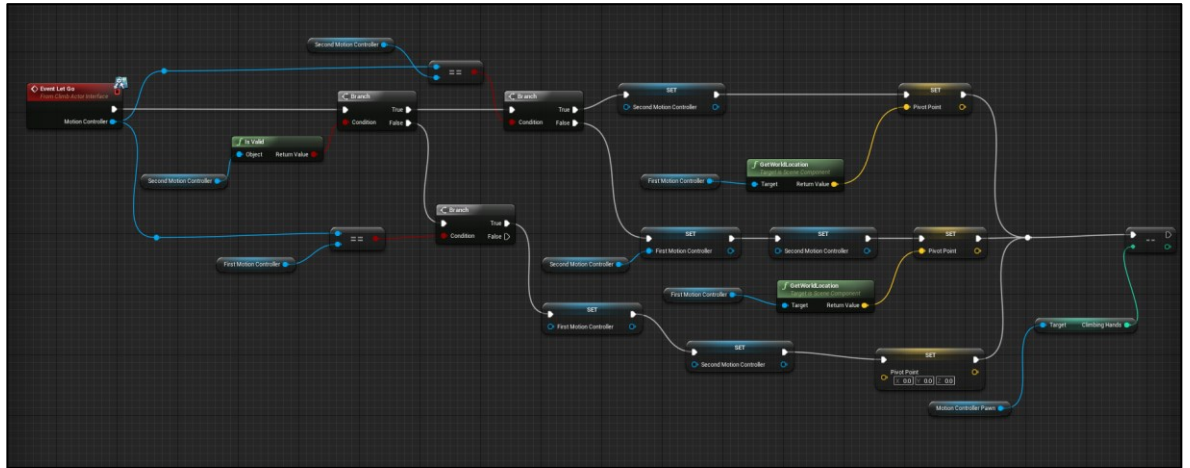 Second Motion Controller
==
Event Let Go
From Climb Actor Interface
Motion Controller
Branch
True
Condition
False
Branch
True
Condition
False
SET
Second Motion Controller
SET
Pivot Point
f Is Valid
Object
Return Value
Second Motion Controller
f GetWorldLocation
Target is Scene Component
First Motion Controller
Target
Return Value
Branch
True
Condition
False
==
First Motion Controller
SET
First Motion Controller
SET
Second Motion Controller
SET
Pivot Point
Second Motion Controller
--
f GetWorldLocation
Target is Scene Component
First Motion Controller
Target
Return Value
SET
First Motion Controller
Target
Climbing Hands
SET
Second Motion Controller
SET
Pivot Point
X 0.0 Y 0.0 Z 0.0
Motion Controller Pawn